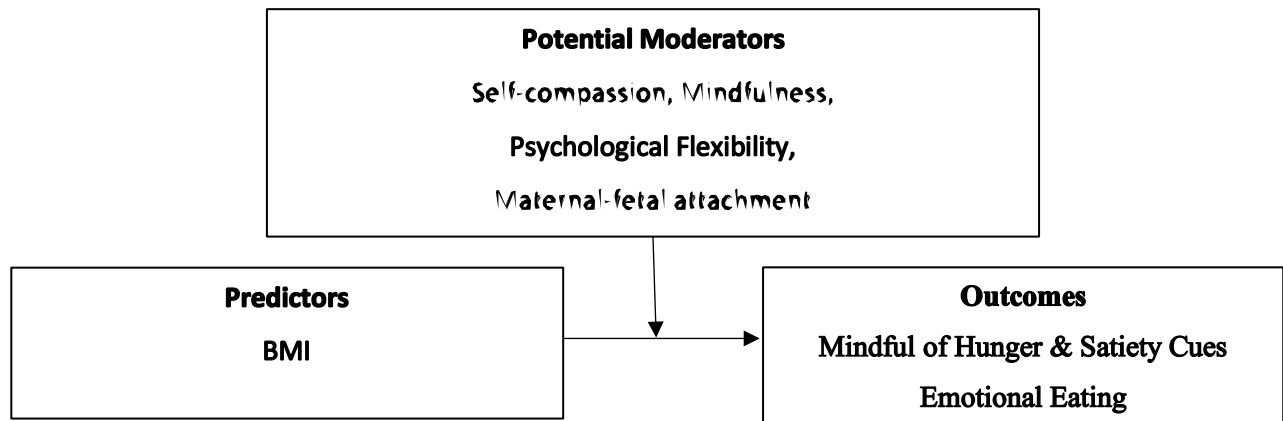 Potential Moderators
Self-compassion, Mindfulness,
Psychological Flexibility,
Maternal-fetal attachment
Predictors
BMI
Outcomes
Mindful of Hunger & Satiety Cues
Emotional Eating